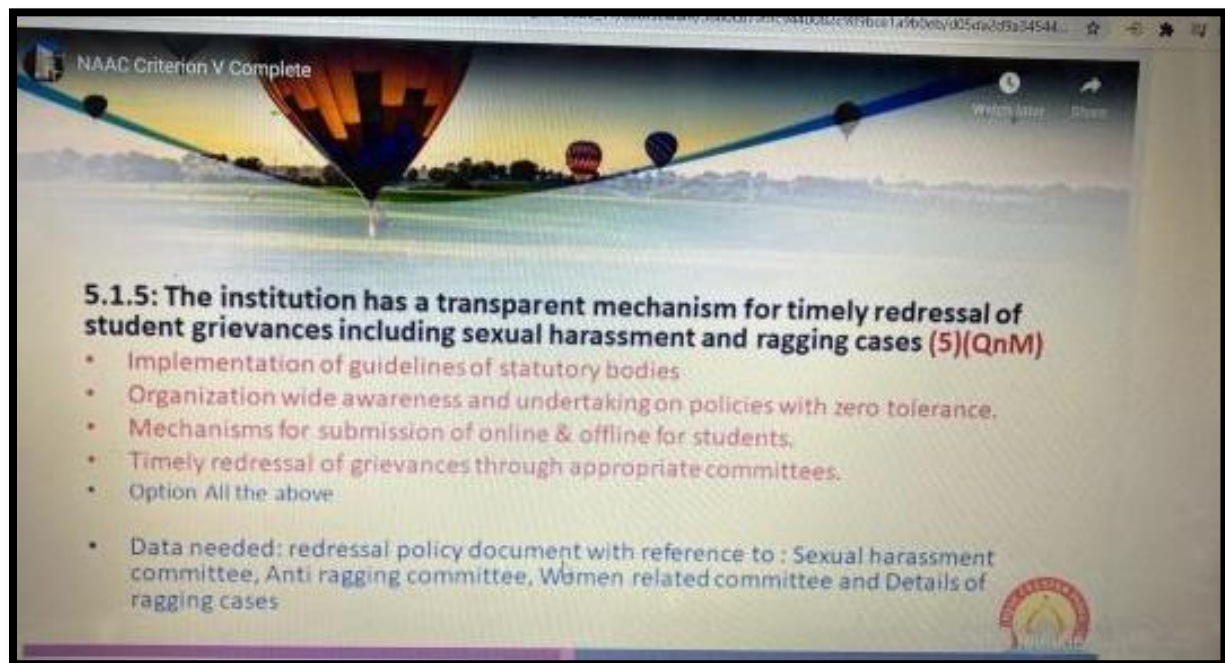 NAAC Criterion V Complete
Watch later
Share
5.1.5: The institution has a transparent mechanism for timely redressal of
student grievances including sexual harassment and ragging cases (5)(QnM)
• Implementation of guidelines of statutory bodies
• Organization wide awareness and undertaking on policies with zero tolerance.
• Mechanisms for submission of online & offline for students.
• Timely redressal of grievances through appropriate committees.
• Option All the above
• Data needed: redressal policy document with reference to : Sexual harassment
committee, Anti ragging committee, Women related committee and Details of
ragging cases